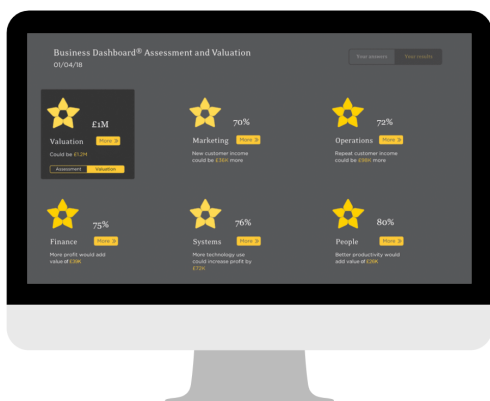 Business Dashboard® Assessment and Valuation
01/04/18
Your answers
Your results
£1M
Valuation
More »
Could be £1.2M
Assessment
Valuation
70%
Marketing
More »
New customer income
could be £36K more
72%
Operations
More »
Repeat customer income
could be £98K more
75%
Finance
More »
More profit would add
value of £39K
76%
Systems
More »
More technology use
could increase profit by
£72K
80%
People
More »
Better productivity would
add value of £28K